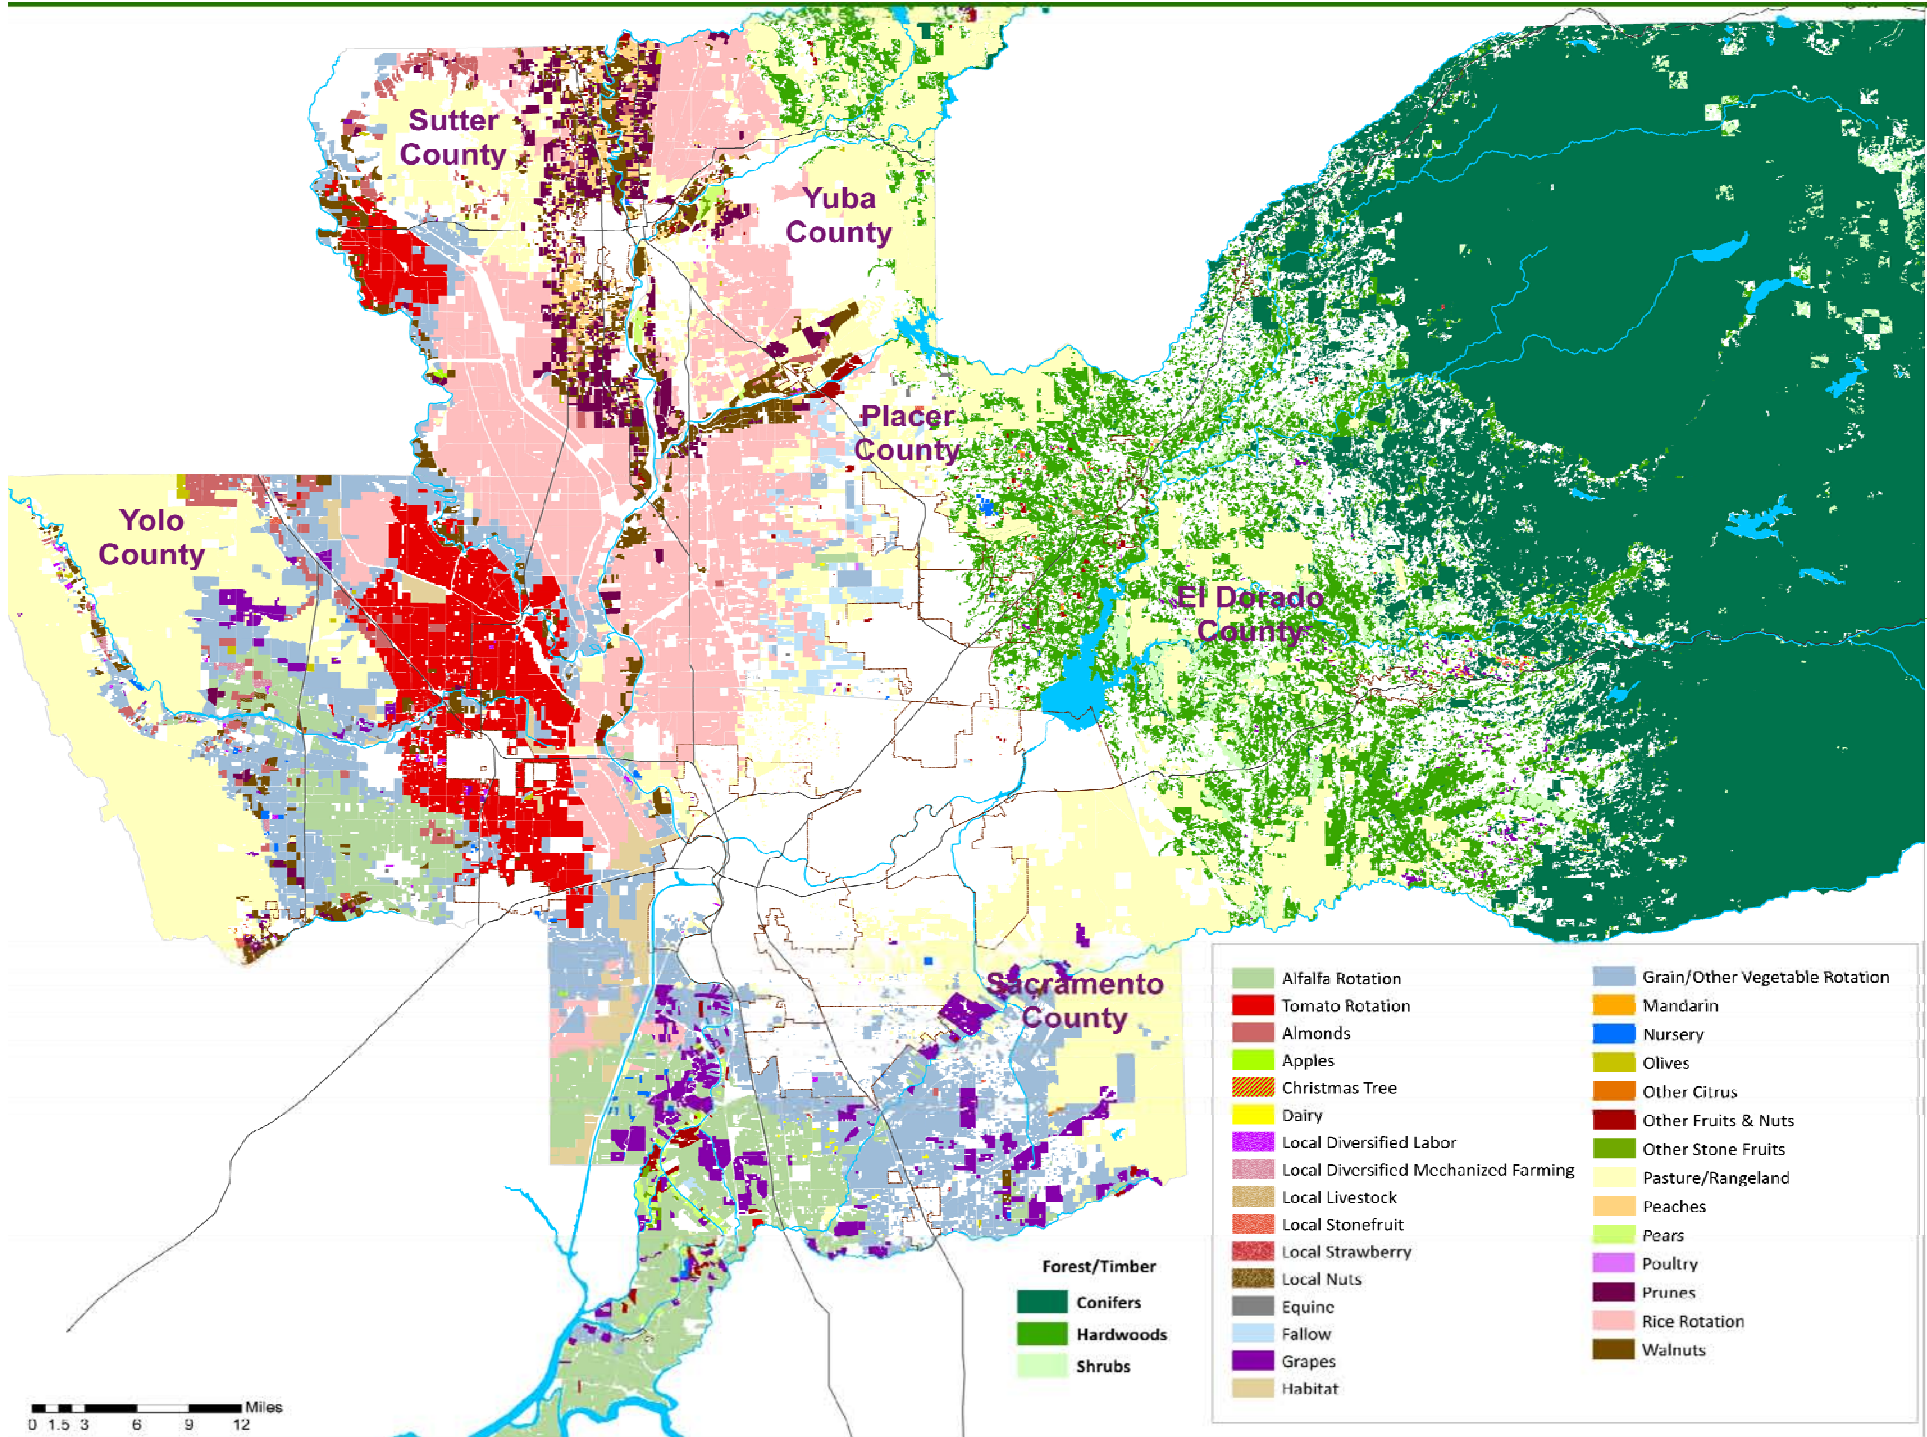 Sutter
County
Yuba
County
Placer
County
Yolo
County
El Dorado
County
Sacramento
County
Forest/Timber
Conifers
Hardwoods
Shrubs
Alfalfa Rotation
Tomato Rotation
Almonds
Apples
Christmas Tree
Dairy
Local Diversified Labor
Local Diversified Mechanized Farming
Local Livestock
Local Stonefruit
Local Strawberry
Local Nuts
Equine
Fallow
Grapes
Habitat
Grain/Other Vegetable Rotation
Mandarin
Nursery
Olives
Other Citrus
Other Fruits & Nuts
Other Stone Fruits
Pasture/Rangeland
Peaches
Pears
Poultry
Prunes
Rice Rotation
Walnuts
Miles
0 1.5 3 6 9 12